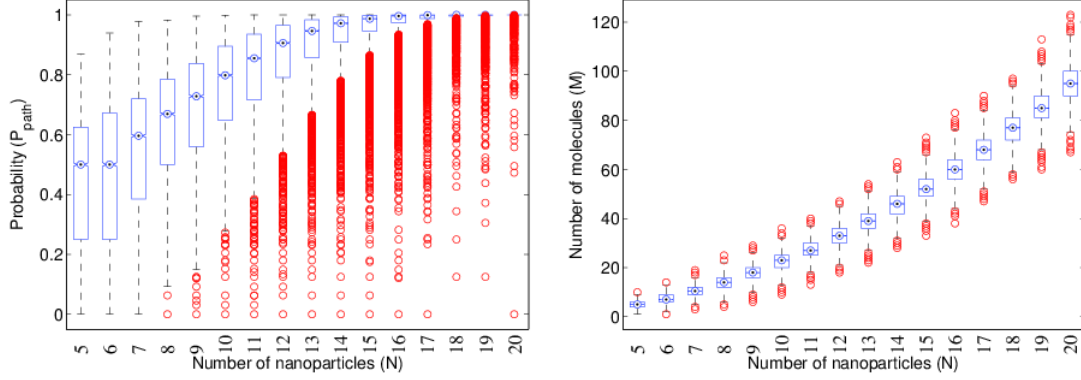 1
0.8
0.6
0.4
0.2
0
Probability (P_path)
5 6 7 8 9 10 11 12 13 14 15 16 17 18 19 20
Number of nanoparticles (N)
120
100
80
60
40
20
0
Number of molecules (M)
5 6 7 8 9 10 11 12 13 14 15 16 17 18 19 20
Number of nanoparticles (N)